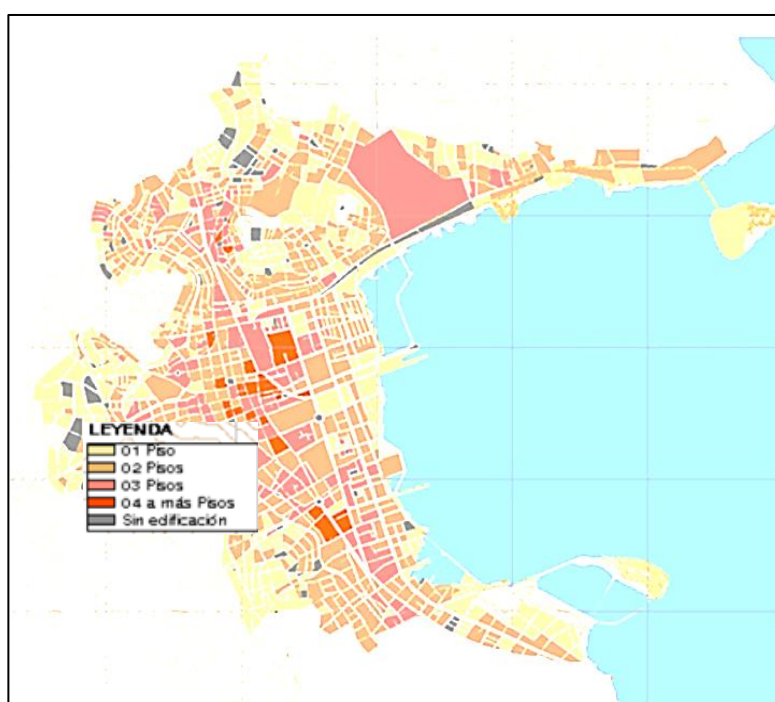 LEYENDA
01 Piso
02 Pisos
03 Pisos
04 a más Pisos
Sin edificación